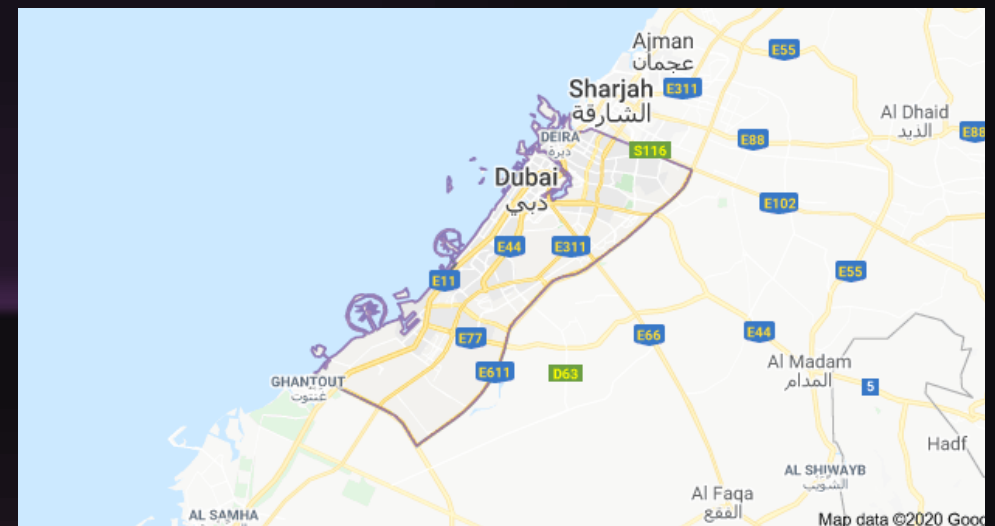 Ajman
عجمان
E55
Sharjah
الشارقة
E311
Al Dhaid
الذيد
E88
DEIRA
ديرة
S116
E88
Dubai
دبي
E102
E44
E311
E55
E11
E77
E66
E44
GHANTOUT
غنتوت
E611
D63
Al Madam
المدام
5
Hadf
AL SHIWAYB
الشويب
Al Faqa
الفقع
AL SAMHA
Map data ©2020 Goo